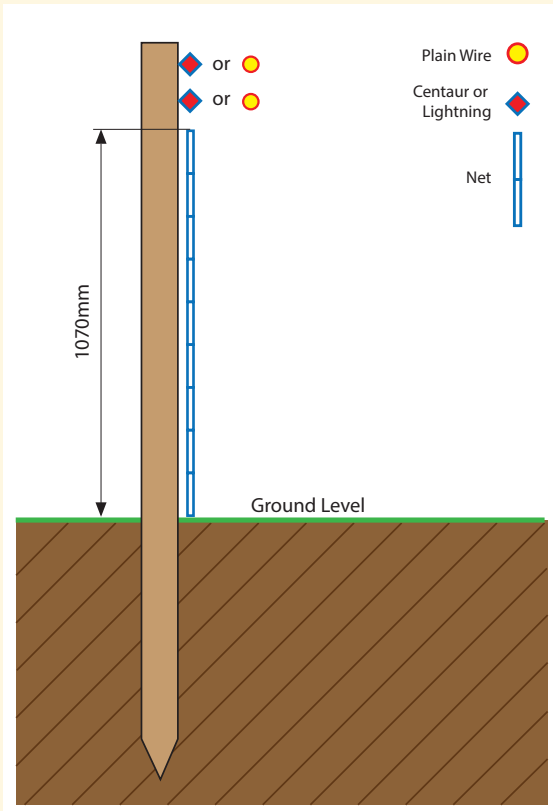 or
or
Plain Wire
Centaur or
Lightning
Net
1070mm
Ground Level